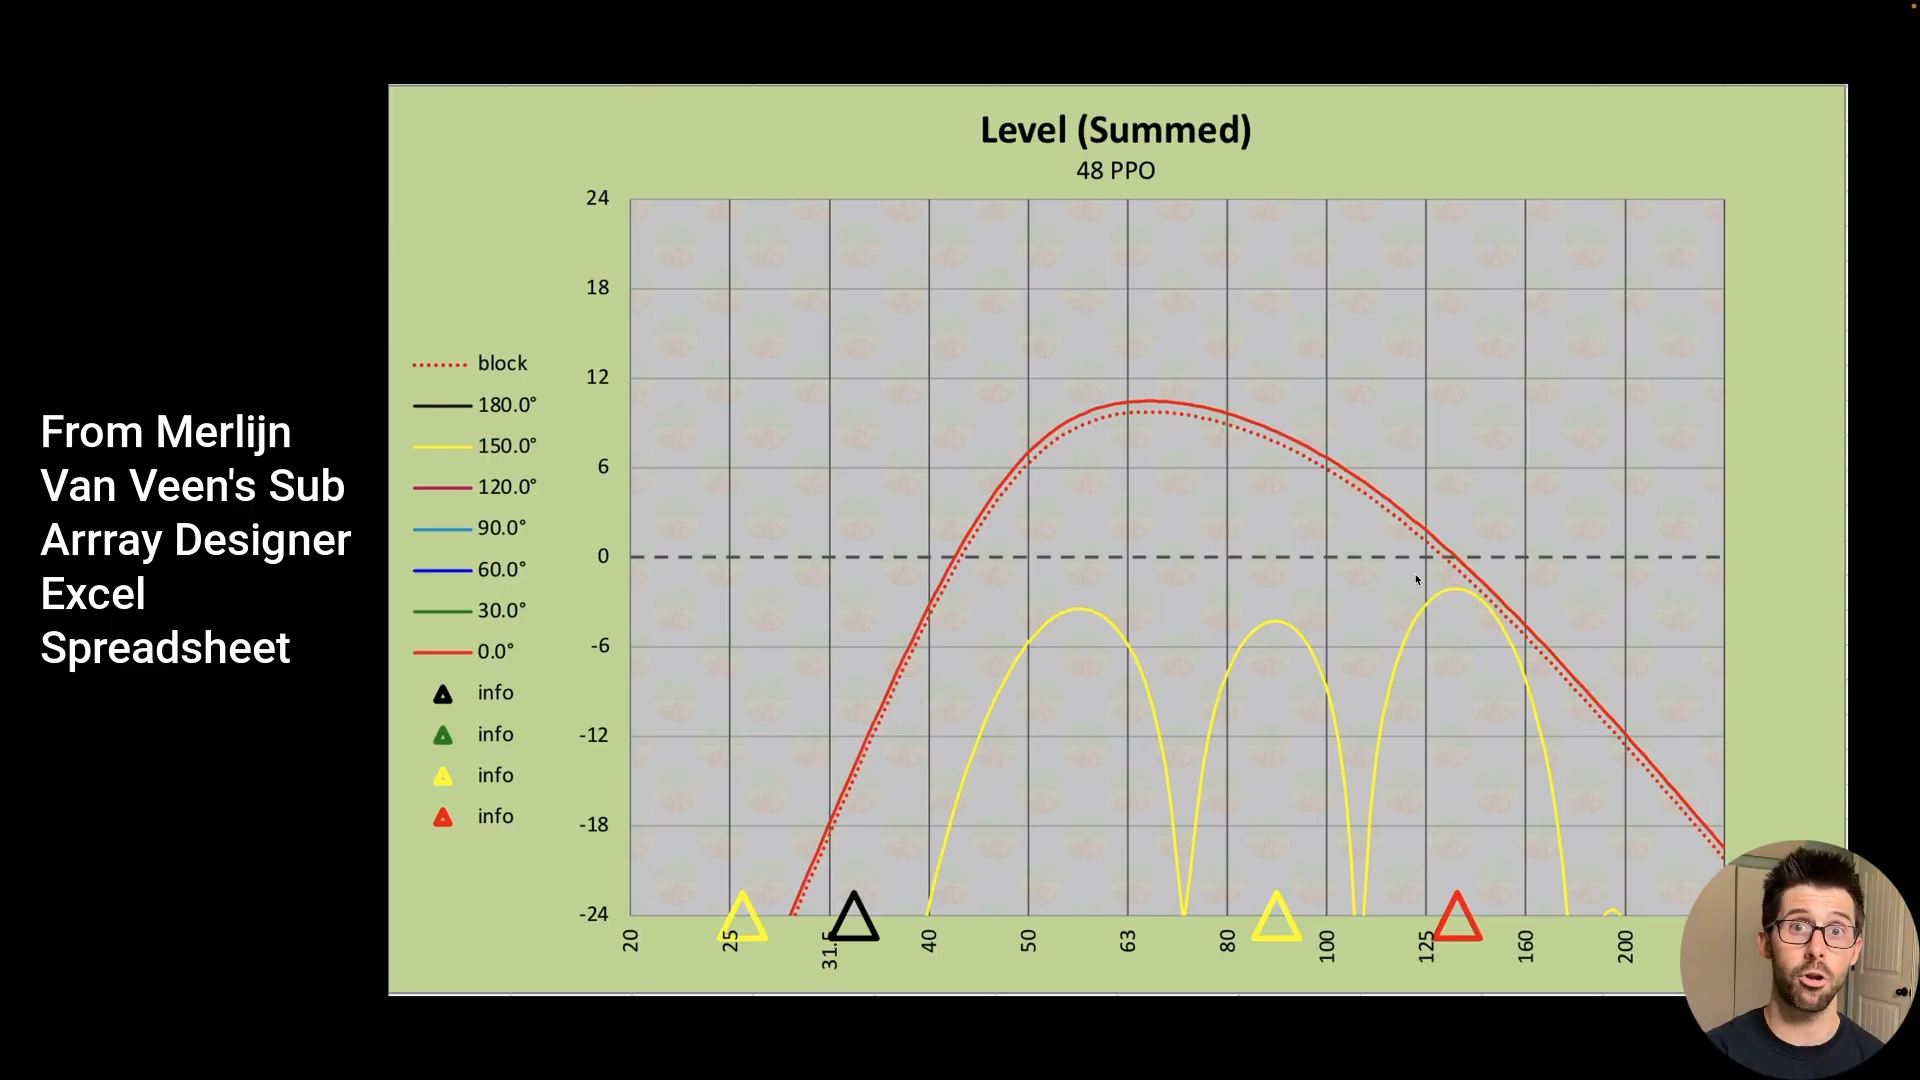 From Merlijn
Van Veen's Sub
Arrray Designer
Excel
Spreadsheet
Level (Summed)
48 PPO
24
18
12
6
0
-6
-12
-18
-24
block
180.0°
150.0°
120.0°
90.0°
60.0°
30.0°
0.0°
info
info
info
info
20 25 31.5 40 50 63 80 100 125 160 200